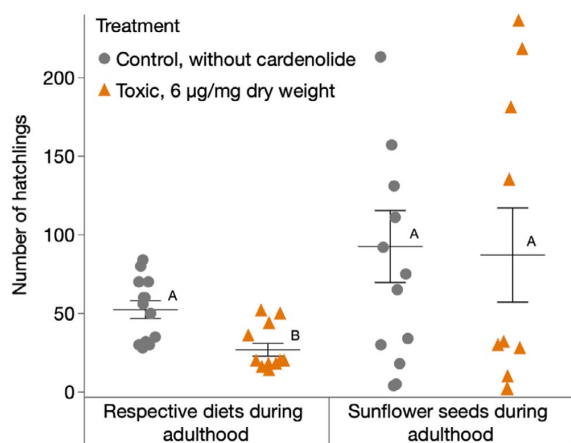 Treatment
Control, without cardenolide
Toxic, 6 µg/mg dry weight
Number of hatchlings
200
150
100
50
0
A
B
A
A
Respective diets during
adulthood
Sunflower seeds during
adulthood